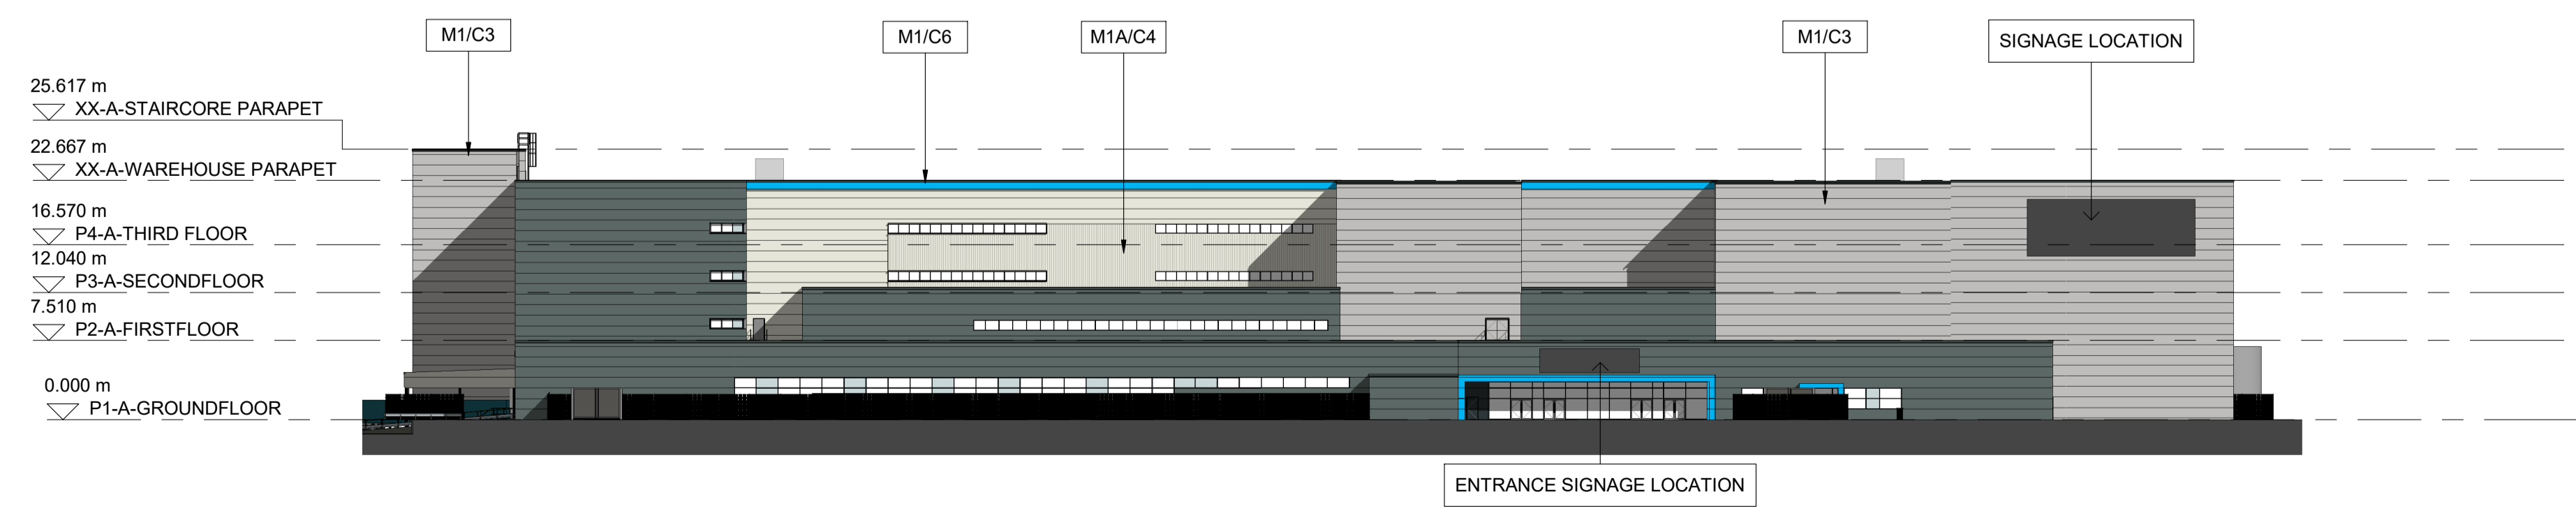 M1/C3
M1/C6
M1A/C4
M1/C3
SIGNAGE LOCATION
25.617 m
XX-A-STAIRCORE PARAPET
22.667 m
XX-A-WAREHOUSE PARAPET
16.570 m
P4-A-THIRD FLOOR
12.040 m
P3-A-SECONDFLOOR
7.510 m
P2-A-FIRSTFLOOR
0.000 m
P1-A-GROUNDFLOOR
ENTRANCE SIGNAGE LOCATION